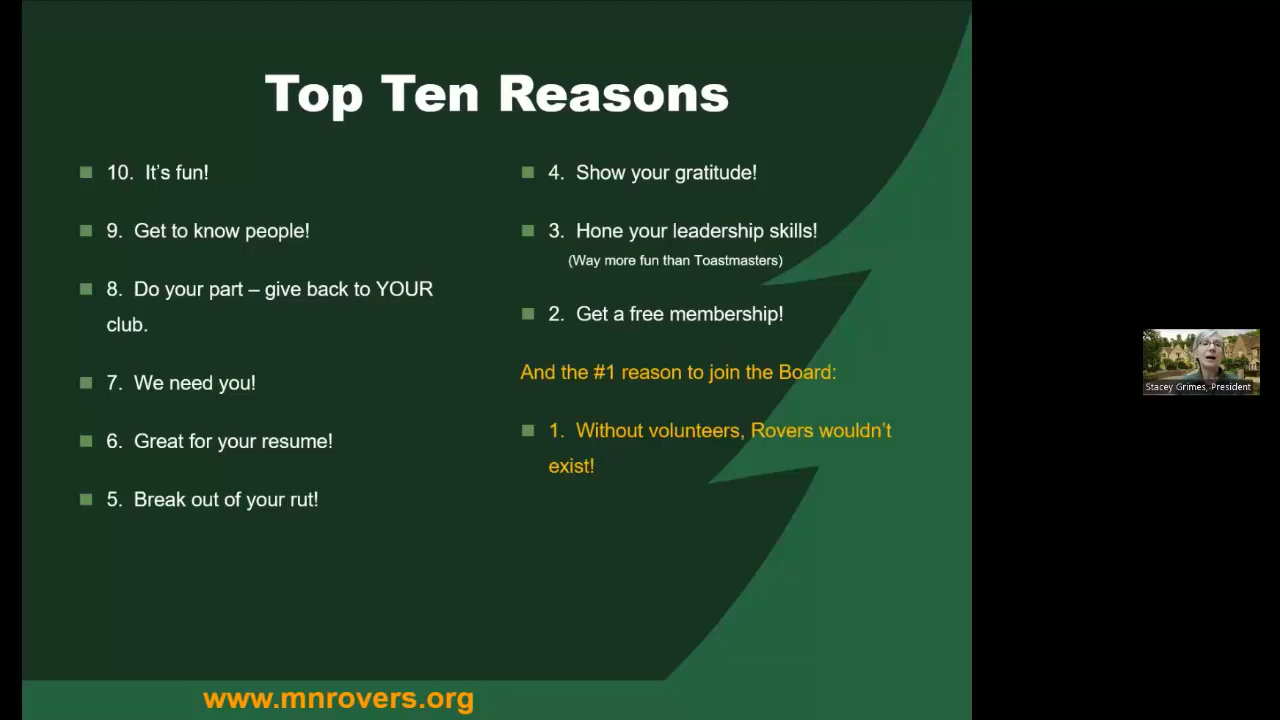 Top Ten Reasons
10. It's fun!
9. Get to know people!
8. Do your part – give back to YOUR
club.
7. We need you!
6. Great for your resume!
5. Break out of your rut!
4. Show your gratitude!
3. Hone your leadership skills!
(Way more fun than Toastmasters)
2. Get a free membership!
And the #1 reason to join the Board:
1. Without volunteers, Rovers wouldn't
exist!
www.mnrovers.org
Stacey Grimes, President